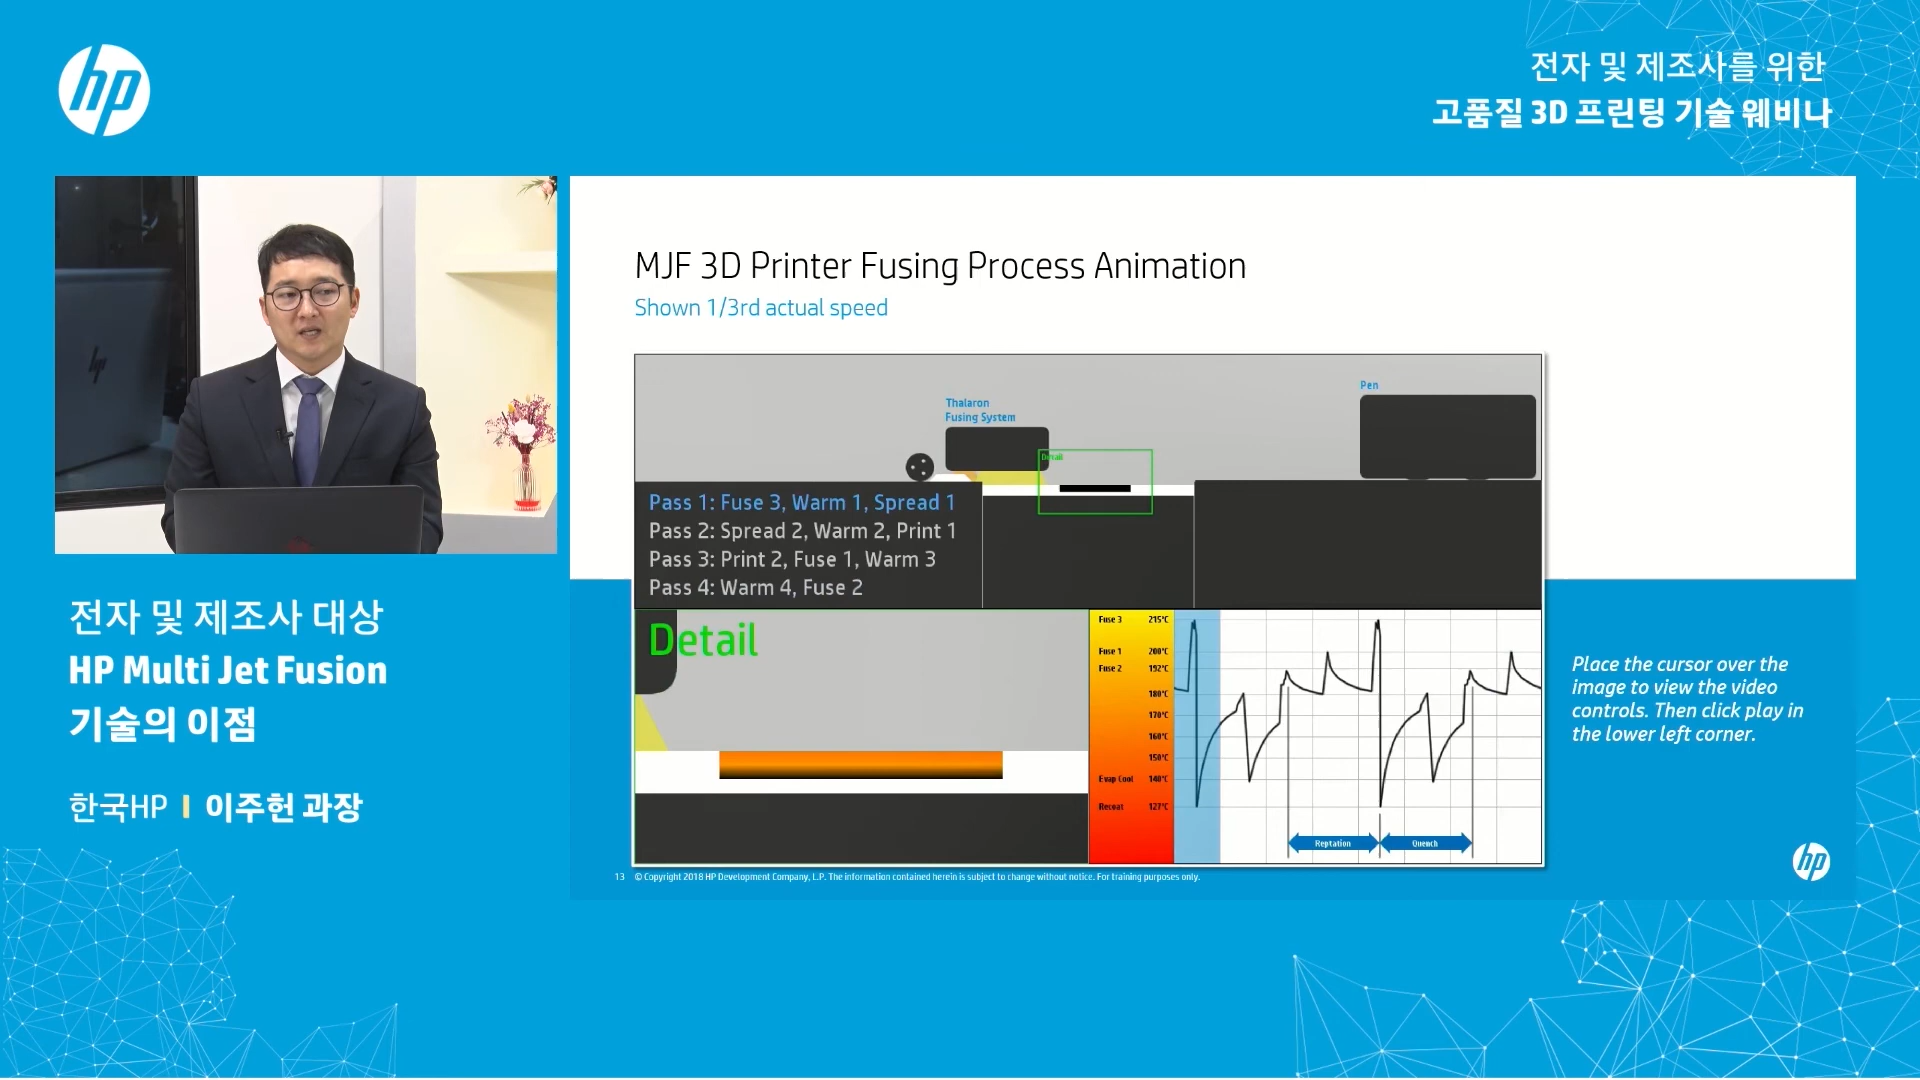 hp
전자 및 제조사를 위한
고품질 3D 프린팅 기술 웨비나
전자 및 제조사 대상
HP Multi Jet Fusion
기술의 이점
한국HP | 이주헌 과장
MJF 3D Printer Fusing Process Animation
Shown 1/3rd actual speed
Thalaron
Fusing System
Pen
Detail
Pass 1: Fuse 3, Warm 1, Spread 1
Pass 2: Spread 2, Warm 2, Print 1
Pass 3: Print 2, Fuse 1, Warm 3
Pass 4: Warm 4, Fuse 2
Detail
Fuse 3 215°C
Fuse 1 200°C
Fuse 2 192°C
180°C
170°C
160°C
150°C
Evap Cool 140°C
Recoat 127°C
Reptation
Quench
Place the cursor over the
image to view the video
controls. Then click play in
the lower left corner.
hp
13 © Copyright 2018 HP Development Company, L.P. The information contained herein is subject to change without notice. For training purposes only.